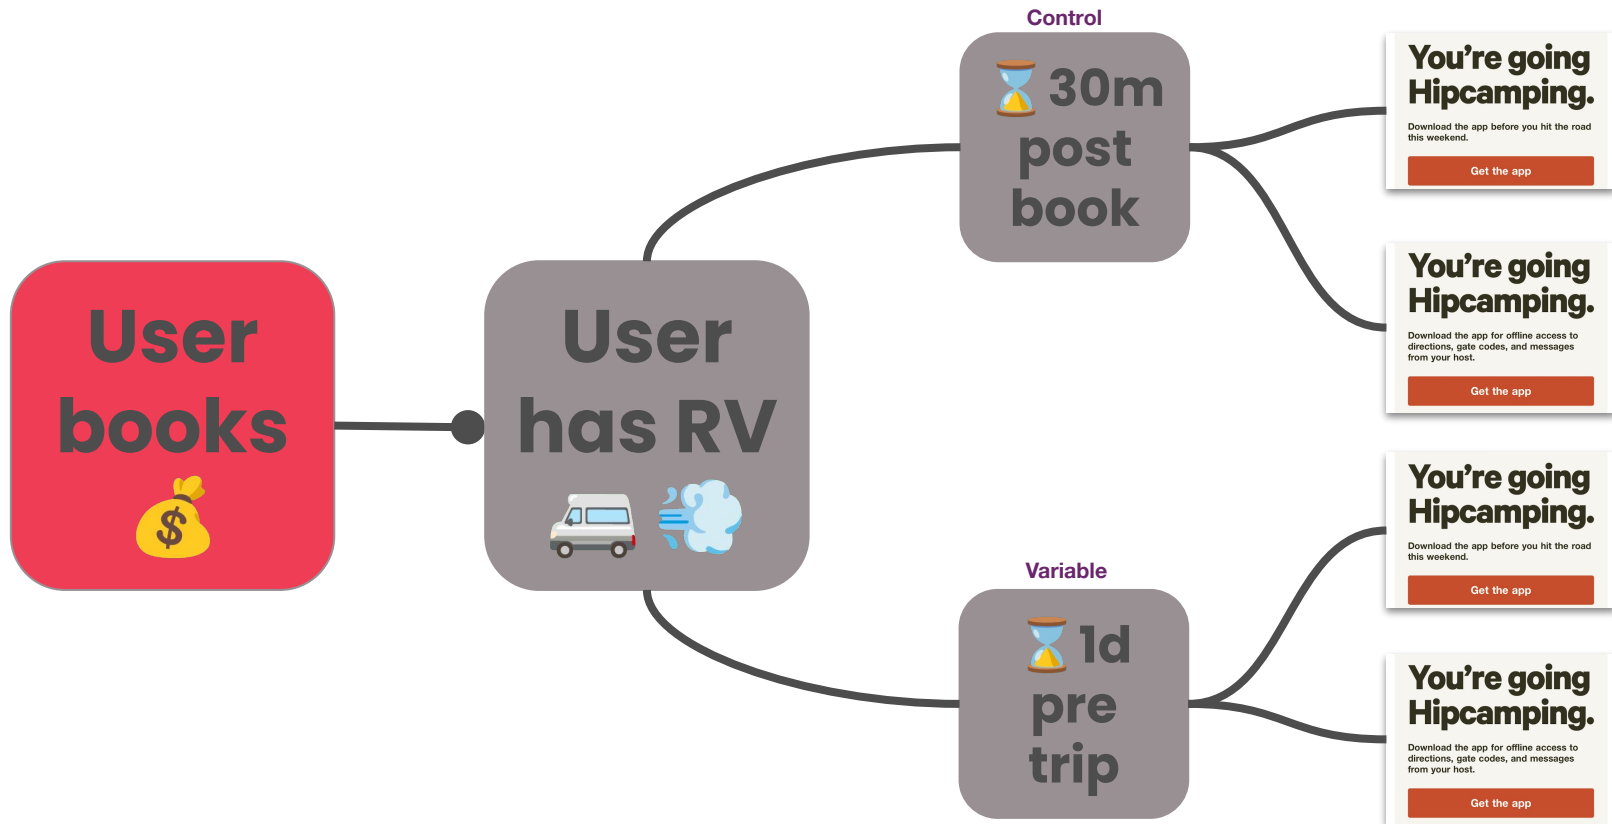 User
books
User
has RV
Control
30m
post
book
You're going
Hipcamping.
Download the app before you hit the road
this weekend.
Get the app
You're going
Hipcamping.
Download the app for offline access to
directions, gate codes, and messages
from your host.
Get the app
Variable
1d
pre
trip
You're going
Hipcamping.
Download the app before you hit the road
this weekend.
Get the app
You're going
Hipcamping.
Download the app for offline access to
directions, gate codes, and messages
from your host.
Get the app